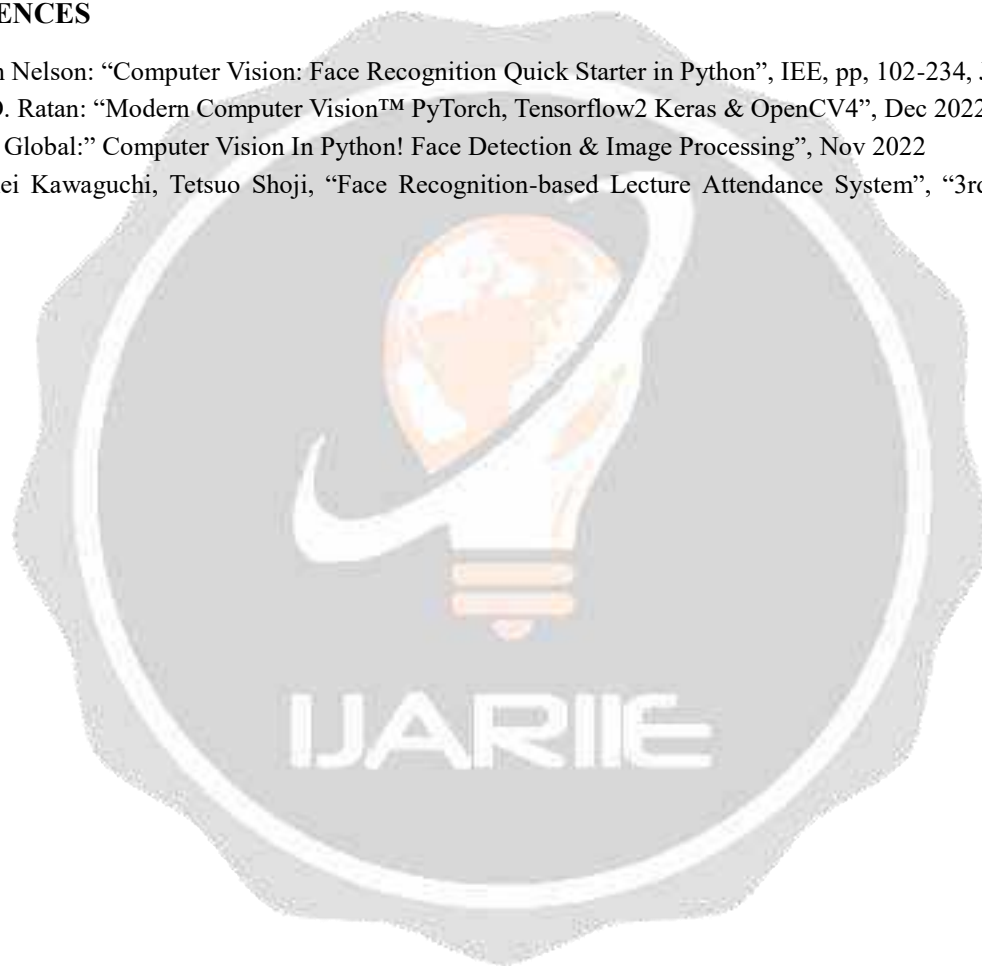 ENCES
n Nelson: “Computer Vision: Face Recognition Quick Starter in Python”, IEE, pp, 102-234, J
D. Ratan: “Modern Computer Vision™ PyTorch, Tensorflow2 Keras & OpenCV4”, Dec 2022
Global:” Computer Vision In Python! Face Detection & Image Processing”, Nov 2022
ei Kawaguchi, Tetsuo Shoji, “Face Recognition-based Lecture Attendance System”, “3rd
IJARIIE